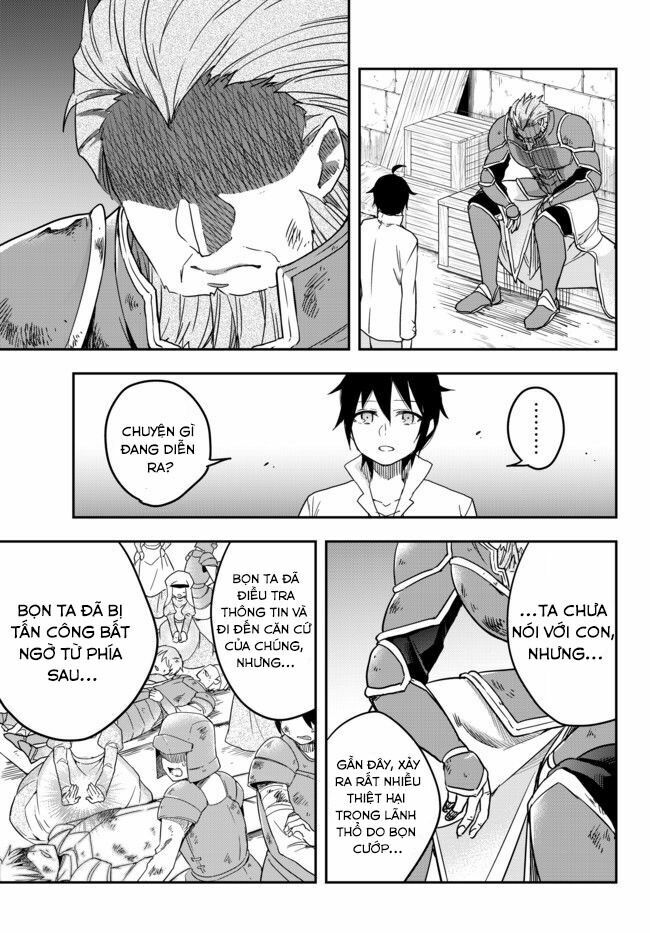 .......
CHUYỆN GÌ
ĐANG DIỄN
RA?
...TA CHƯA
NÓI VỚI CON,
NHƯNG...
GẦN ĐÂY, XẢY
RA RẤT NHIỀU
THIỆT HẠI
TRONG LÃNH
THỔ DO BỌN
CƯỚP...
BỌN TA ĐÃ
ĐIỀU TRA
THÔNG TIN VÀ
ĐI ĐẾN CĂN CỨ
CỦA CHÚNG,
NHƯNG...
BỌN TA ĐÃ BỊ
TẤN CÔNG BẤT
NGỜ TỪ PHÍA
SAU...